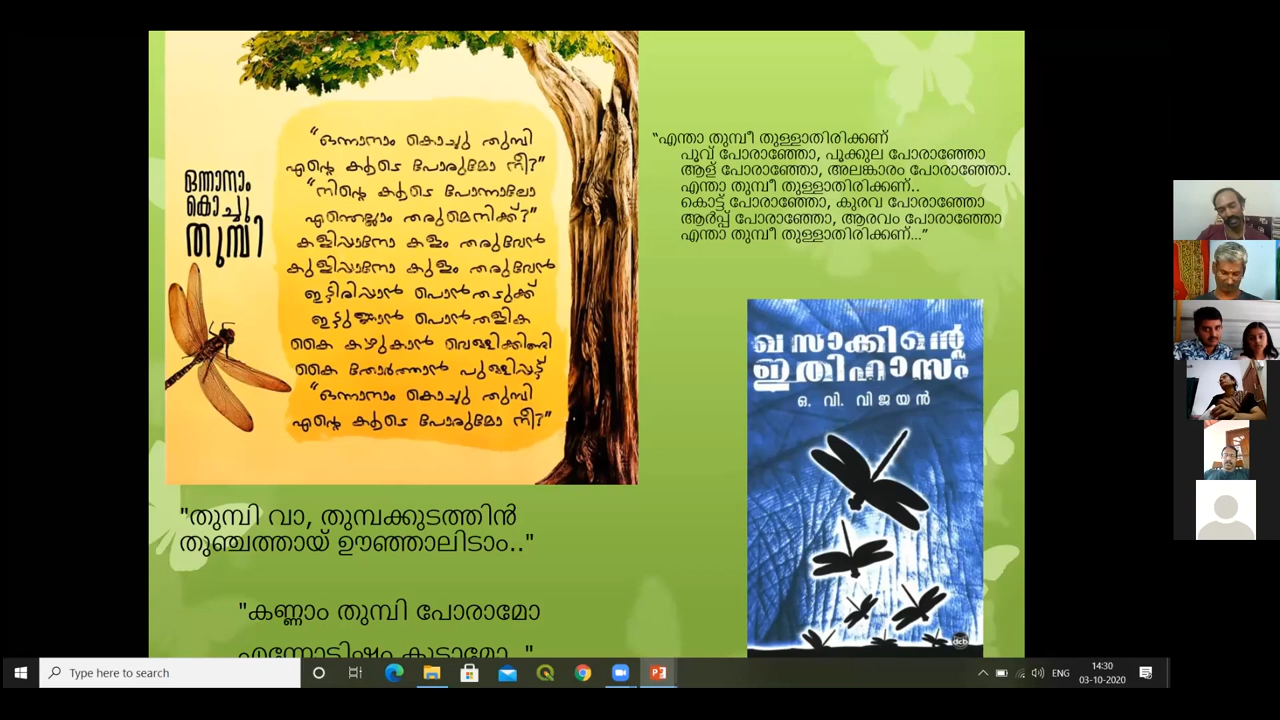 ഒന്നാനാം
കൊച്ചു
തുമ്പി
“ഒന്നാനാം കൊച്ചു തുമ്പി
എന്റെ കൂടെ പോരുമോ നീ?”
“നിന്റെ കൂടെ പോന്നാലോ
എന്തെല്ലാം തരുമെനിക്ക്?”
കളിപ്പാനോ കളം തരുവേൻ
കുളിപ്പാനോ കുളം തരുവേൻ
ഇട്ടിരിപ്പാൻ പൊൻതടുക്ക്
ഇട്ടുണ്ണാൻ പൊൻതളിക
കൈ കഴുകാൻ വെള്ളിക്കിണ്ടി
കൈ തോർത്താൻ പുള്ളിപ്പട്ട്
“ഒന്നാനാം കൊച്ചു തുമ്പി
എന്റെ കൂടെ പോരുമോ നീ?”
“എന്താ തുമ്പീ തുള്ളാതിരിക്കണ്
പൂവ് പോരാഞ്ഞോ, പൂക്കുല പോരാഞ്ഞോ
ആള് പോരാഞ്ഞോ, അലങ്കാരം പോരാഞ്ഞോ.
എന്താ തുമ്പീ തുള്ളാതിരിക്കണ്..
കൊട്ട് പോരാഞ്ഞോ, കുരവ പോരാഞ്ഞോ
ആർപ്പ് പോരാഞ്ഞോ, ആരവം പോരാഞ്ഞോ
എന്താ തുമ്പീ തുള്ളാതിരിക്കണ്...”
ഖസാക്കിന്റെ
ഇതിഹാസം
ഒ. വി. വിജയൻ
dcb
"തുമ്പി വാ, തുമ്പക്കുടത്തിൻ
തുഞ്ചത്തായ് ഊഞ്ഞാലിടാം.."
"കണ്ണാം തുമ്പി പോരാമോ
എന്നോടിഷ്ടം കൂടാമോ.."
Type here to search
ENG
14:30
03-10-2020